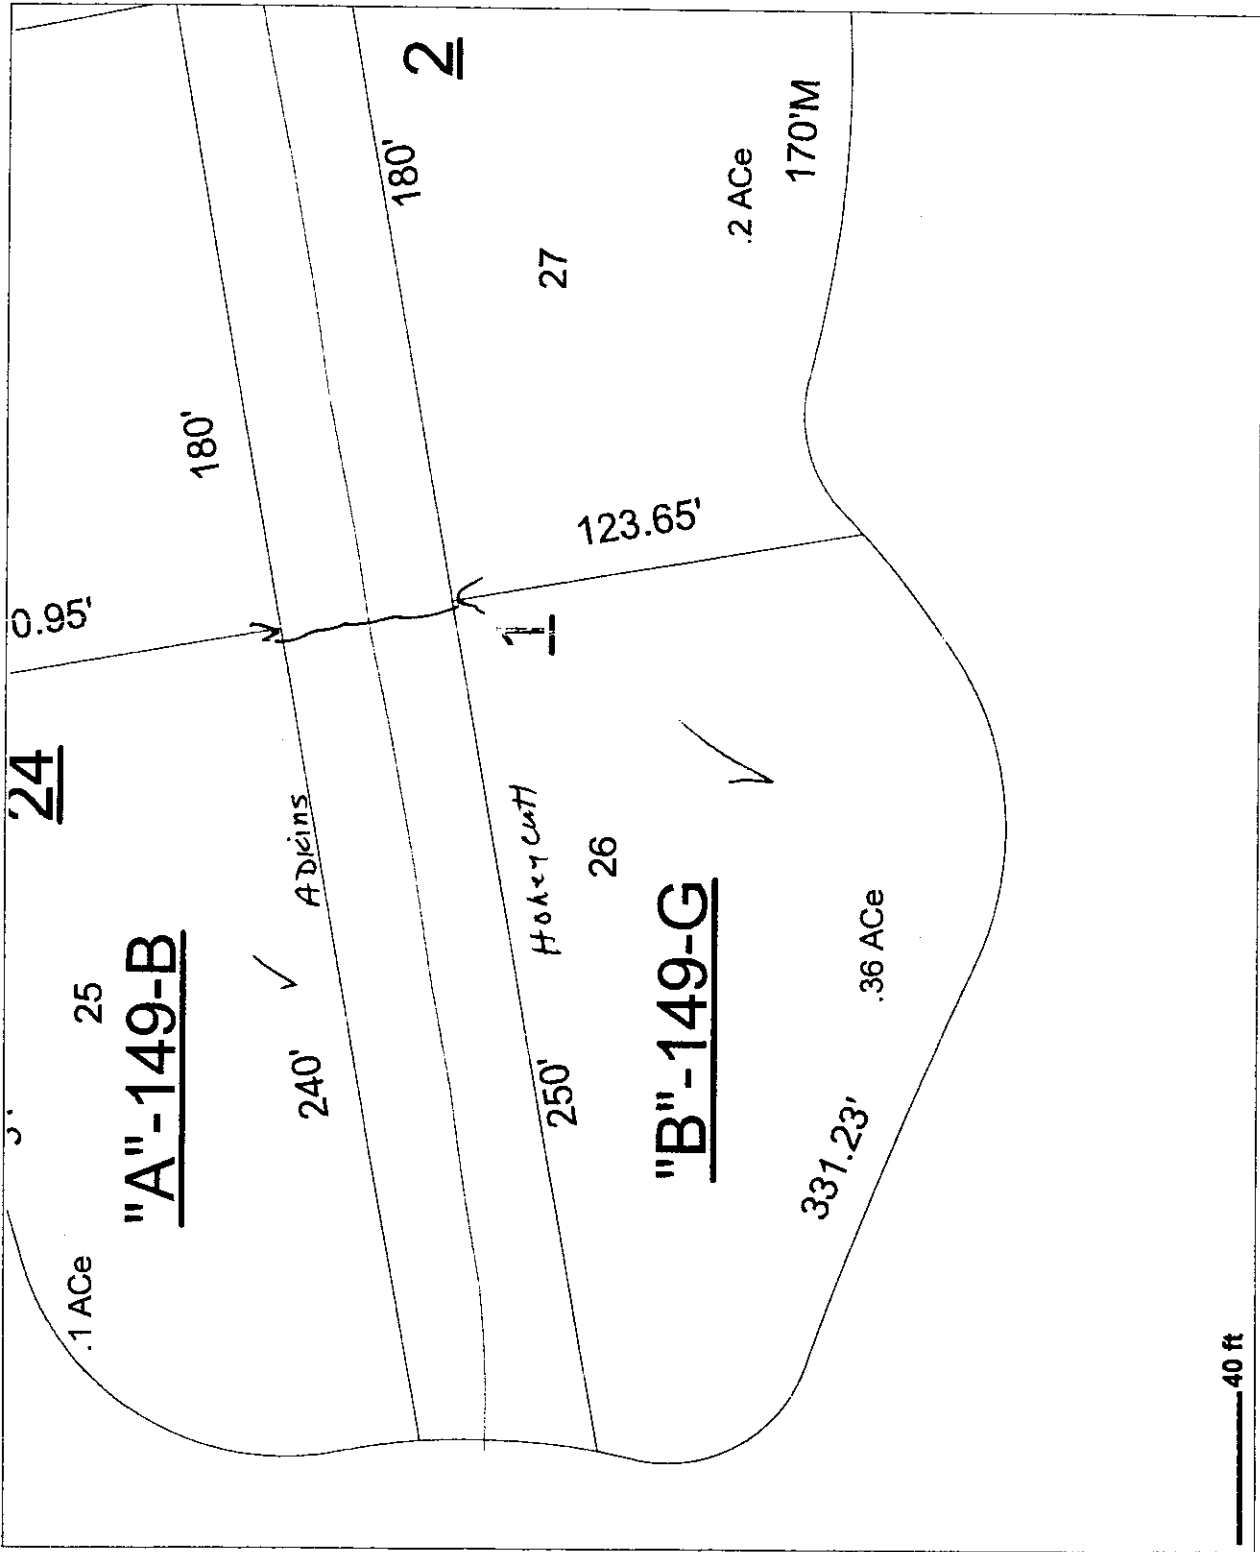 24
0.95'
180'
2
180'
25
"A"-149-B
.1 ACe
240'
ADKins
Honeycutt
250'
26
1
123.65'
27
.2 ACe
170'M
"B"-149-G
.36 ACe
331.23'
40 ft